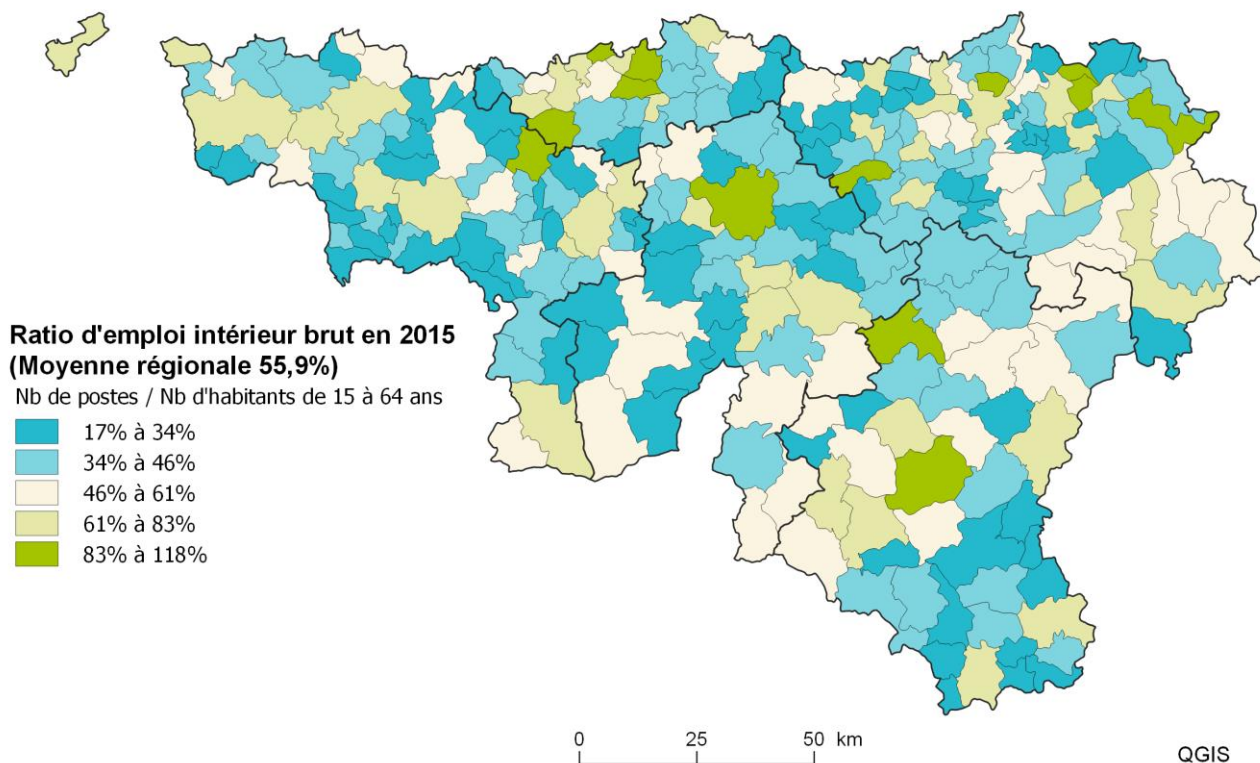 Ratio d'emploi intérieur brut en 2015
(Moyenne régionale 55,9%)
Nb de postes / Nb d'habitants de 15 à 64 ans
17% à 34%
34% à 46%
46% à 61%
61% à 83%
83% à 118%
0 25 50 km
QGIS